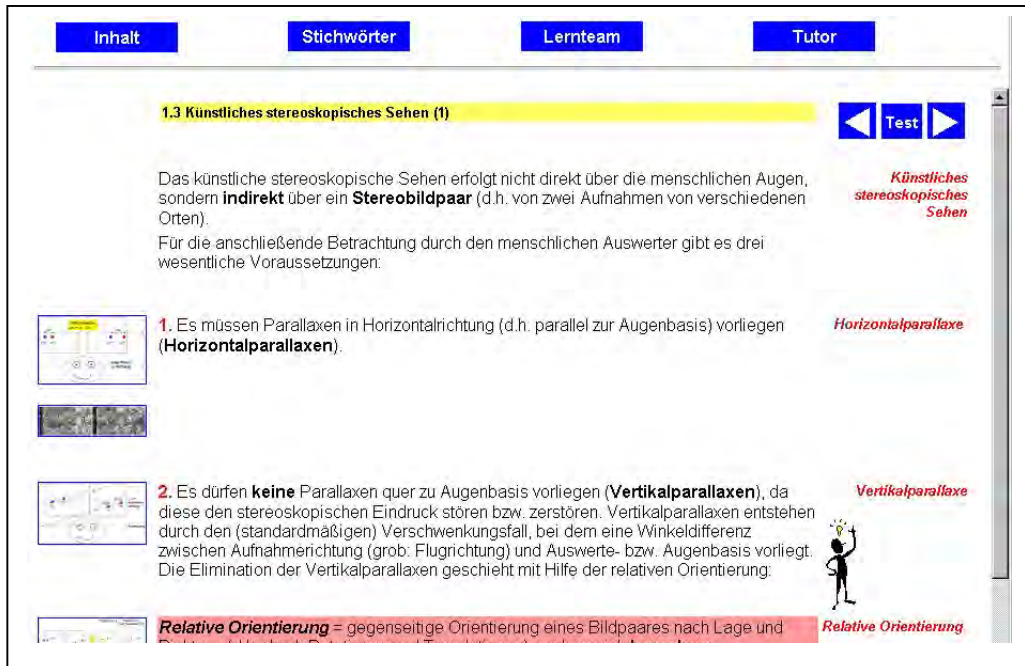 Inhalt
Stichwörter
Lernteam
Tutor
1.3 Künstliches stereoskopisches Sehen (1)
Test
Das künstliche stereoskopische Sehen erfolgt nicht direkt über die menschlichen Augen,
sondern indirekt über ein Stereobildpaar (d.h. von zwei Aufnahmen von verschiedenen
Orten).
Künstliches
stereoskopisches
Sehen
Für die anschließende Betrachtung durch den menschlichen Auswerter gibt es drei
wesentliche Voraussetzungen:
1. Es müssen Parallaxen in Horizontalrichtung (d.h. parallel zur Augenbasis) vorliegen
(Horizontalparallaxen).
Horizontalparallaxe
2. Es dürfen keine Parallaxen quer zu Augenbasis vorliegen (Vertikalparallaxen), da
diese den stereoskopischen Eindruck stören bzw. zerstören. Vertikalparallaxen entstehen
durch den (standardmäßigen) Verschwenkungsfall, bei dem eine Winkeldifferenz
zwischen Aufnahmerichtung (grob: Flugrichtung) und Auswerte- bzw. Augenbasis vorliegt.
Die Elimination der Vertikalparallaxen geschieht mit Hilfe der relativen Orientierung:
Vertikalparallaxe
Relative Orientierung = gegenseitige Orientierung eines Bildpaares nach Lage und
Relative Orientierung